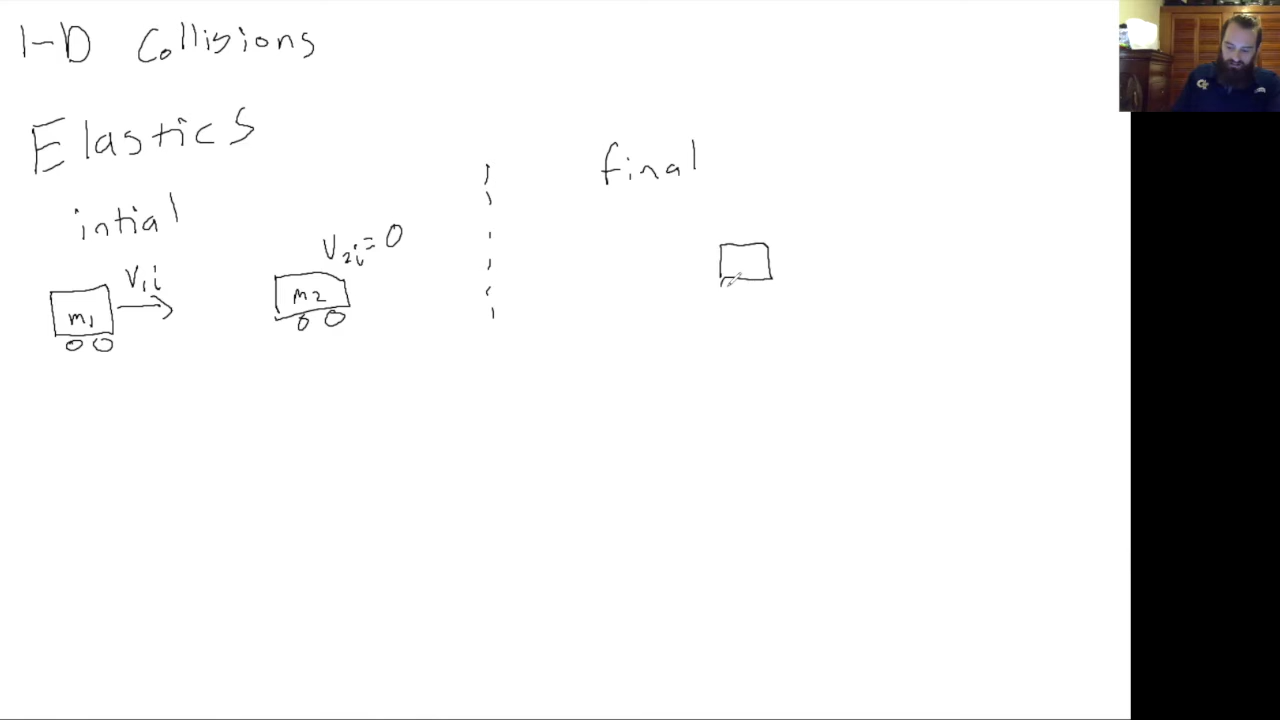 1-D Collisions
Elastics
intial
final
V1i
V2i = 0
m1
m2